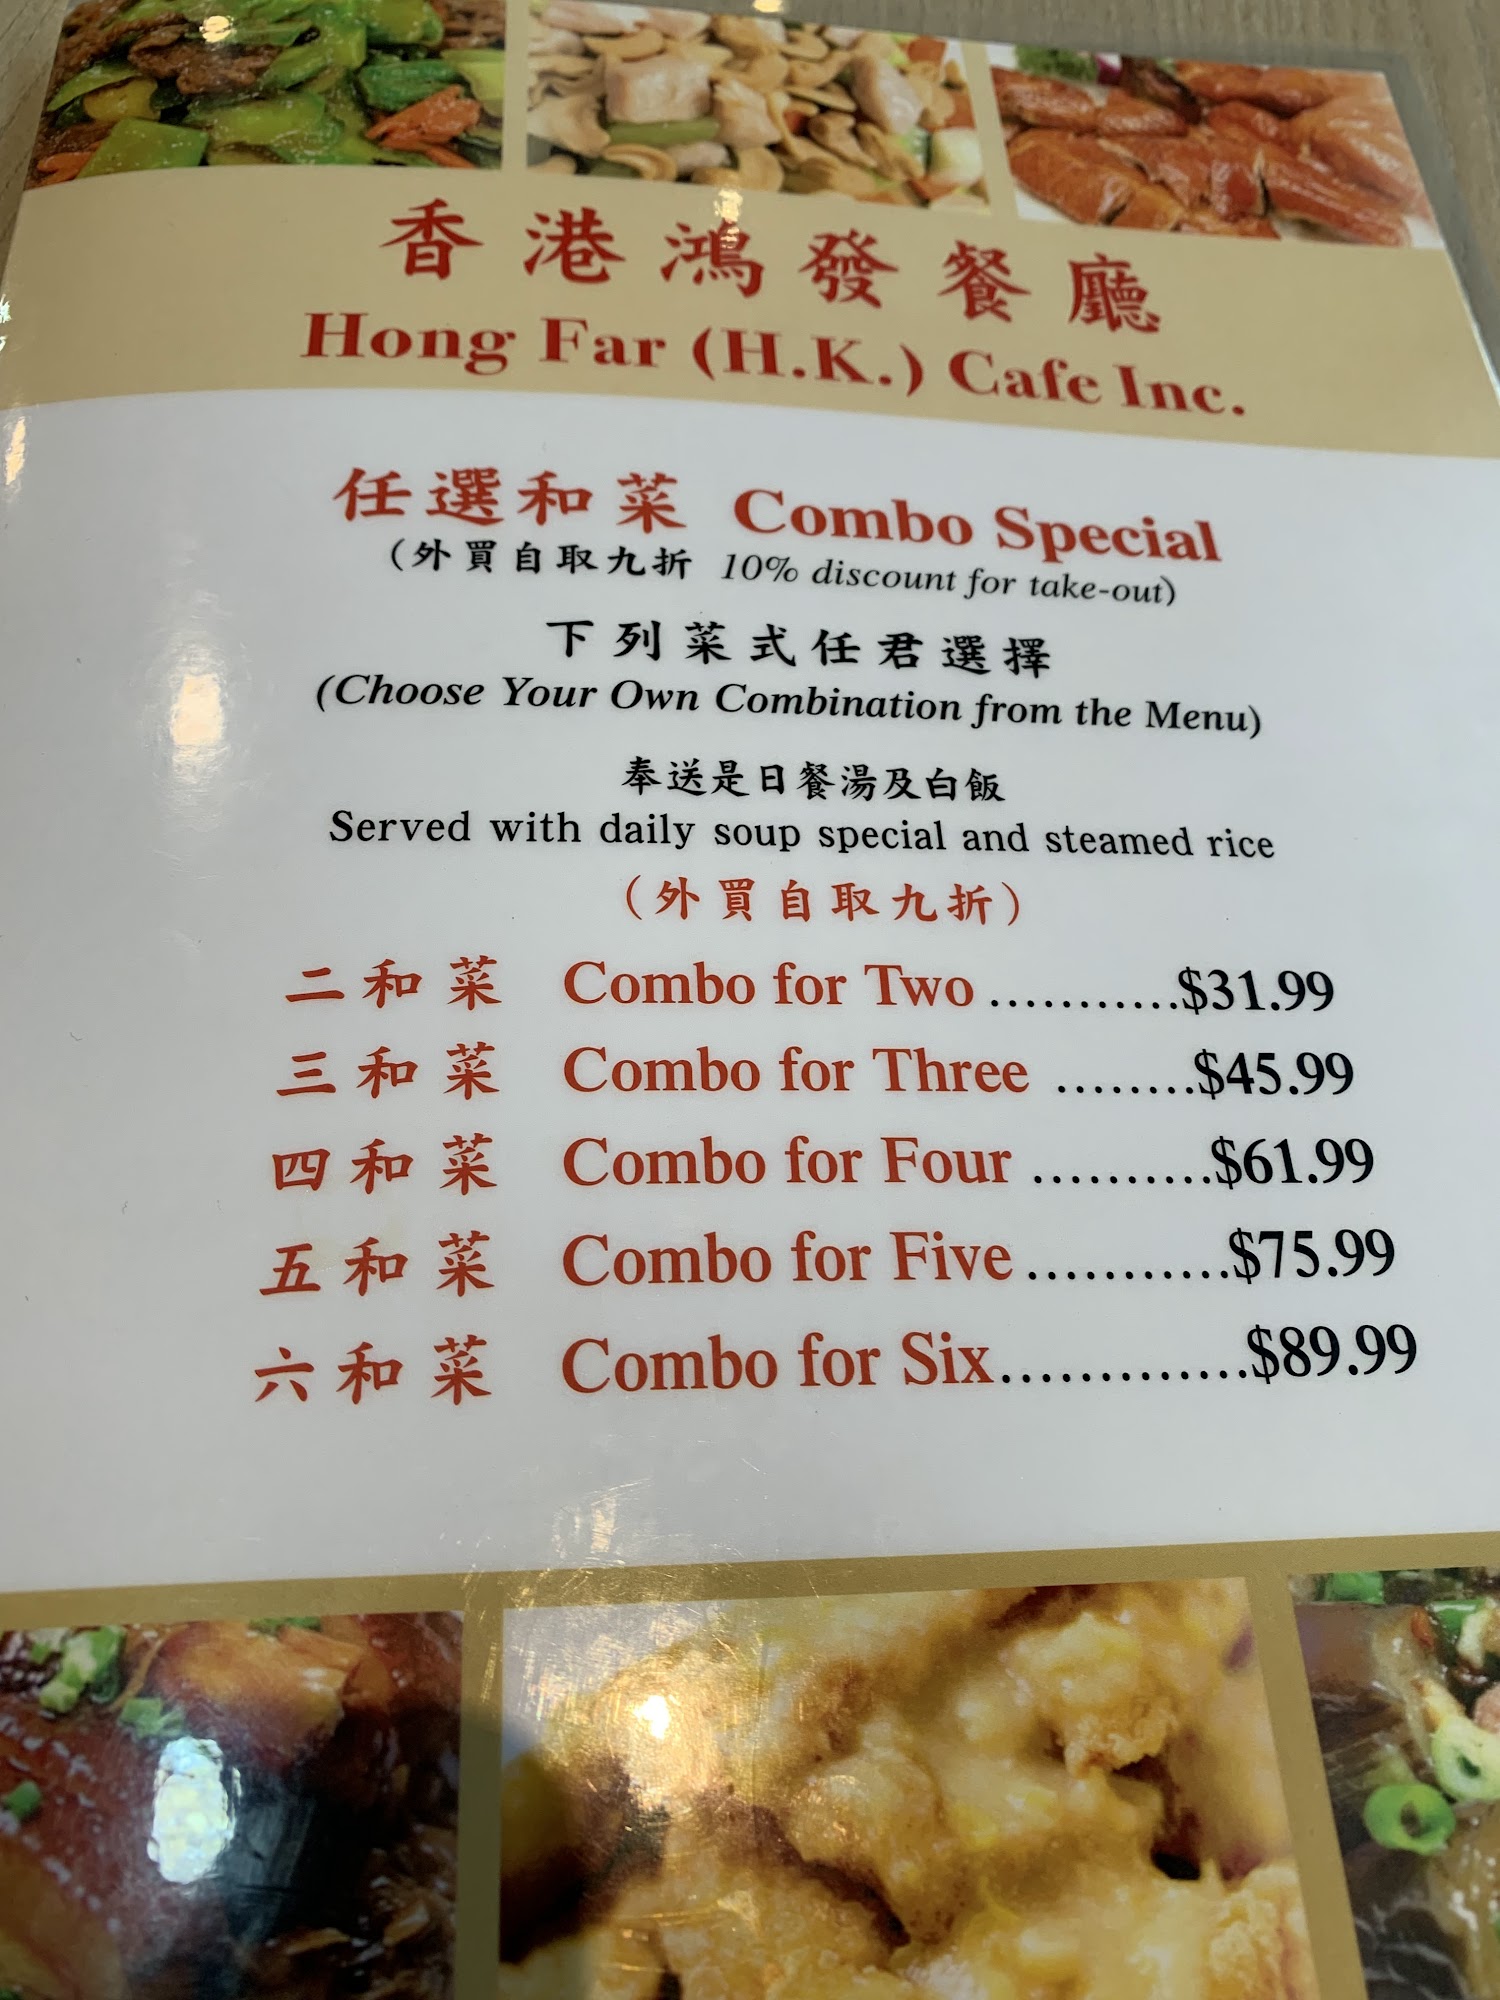 香港鴻發餐廳
Hong Far (H.K.) Cafe Inc.
任選和菜 Combo Special
(外買自取九折 10% discount for take-out)
下列菜式任君選擇
(Choose Your Own Combination from the Menu)
奉送是日餐湯及白飯
Served with daily soup special and steamed rice
(外買自取九折)
二和菜 Combo for Two ...........$31.99
三和菜 Combo for Three ........$45.99
四和菜 Combo for Four ..........$61.99
五和菜 Combo for Five ...........$75.99
六和菜 Combo for Six.............$89.99